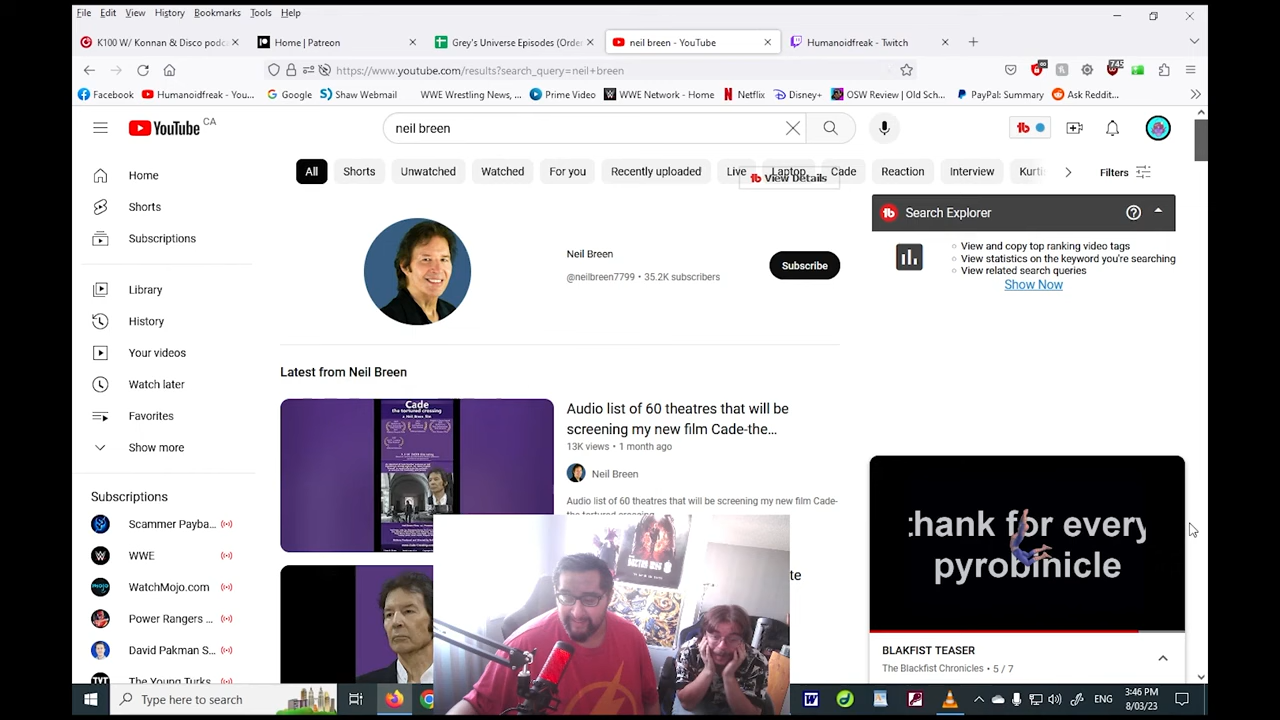 File Edit View History Bookmarks Tools Help
K100 W/ Konnan & Disco podc
Home | Patreon
Grey's Universe Episodes (Order
neil breen - YouTube
Humanoidfreak - Twitch
https://www.youtube.com/results?search_query=neil+breen
745
Facebook
Humanoidfreak - You...
Google
Shaw Webmail
WWE Wrestling News, ...
Prime Video
WWE Network - Home
Netflix
Disney+
OSW Review | Old Sch...
PayPal: Summary
Ask Reddit...
YouTube CA
neil breen
All
Shorts
Unwatched
Watched
For you
Recently uploaded
Live
Laptop
Cade
Reaction
Interview
Kurti
Filters
View Details
Home
Shorts
Subscriptions
Library
History
Your videos
Watch later
Favorites
Show more
Subscriptions
Scammer Payba...
WWE
WatchMojo.com
Power Rangers ...
David Pakman S...
The Young Turks
Neil Breen
@neilbreen7799 • 35.2K subscribers
Subscribe
Latest from Neil Breen
Cade
the tortured crossing
a Neil Breen film
Audio list of 60 theatres that will be
screening my new film Cade-the...
13K views • 1 month ago
Neil Breen
Audio list of 60 theatres that will be screening my new film Cade-
DOCTOR WHO
Search Explorer
View and copy top ranking video tags
View statistics on the keyword you're searching
View related search queries
Show Now
hank for every
pyrobinicle
BLAKFIST TEASER
The Blackfist Chronicles • 5 / 7
Type here to search
ENG
3:46 PM
8/03/23